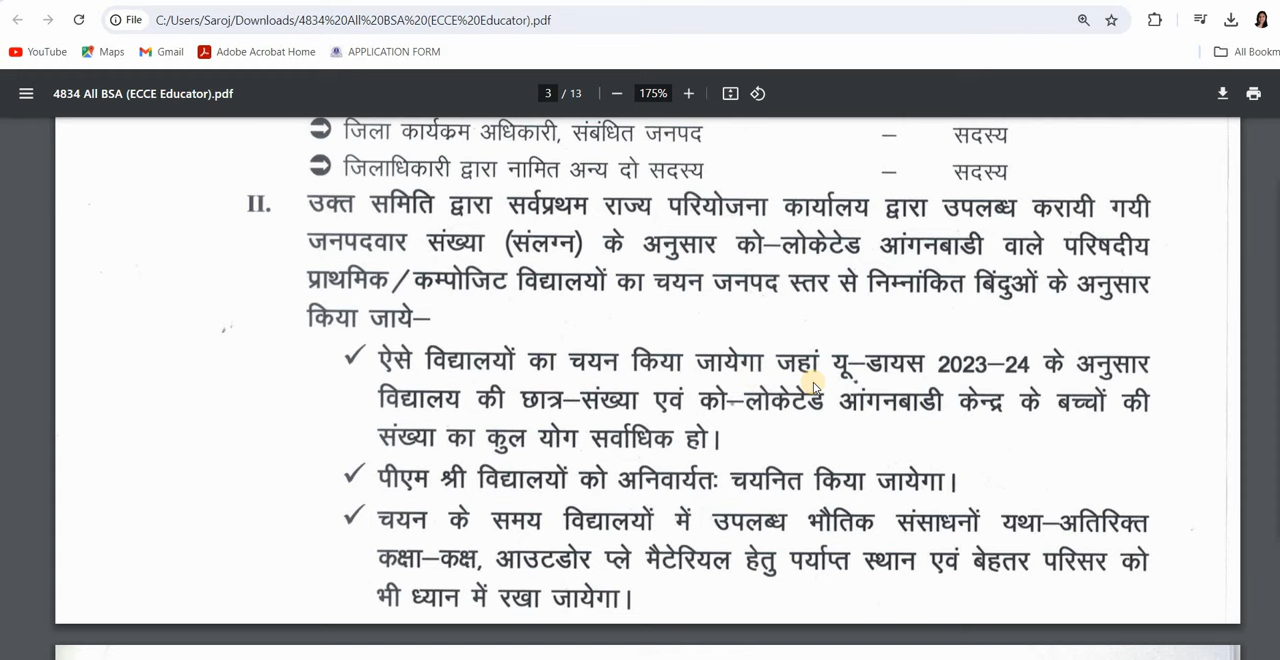 File
C:/Users/Saroj/Downloads/4834%20All%20BSA%20(ECCE%20Educator).pdf
YouTube Maps Gmail Adobe Acrobat Home APPLICATION FORM All Bookm
4834 All BSA (ECCE Educator).pdf 3 / 13 175%
जिला कार्यक्रम अधिकारी, संबंधित जनपद – सदस्य
जिलाधिकारी द्वारा नामित अन्य दो सदस्य – सदस्य
II. उक्त समिति द्वारा सर्वप्रथम राज्य परियोजना कार्यालय द्वारा उपलब्ध करायी गयी
जनपदवार संख्या (संलग्न) के अनुसार को–लोकेटेड आंगनबाडी वाले परिषदीय
प्राथमिक/कम्पोजिट विद्यालयों का चयन जनपद स्तर से निम्नांकित बिंदुओं के अनुसार
किया जाये–
✓ ऐसे विद्यालयों का चयन किया जायेगा जहां यू–डायस 2023–24 के अनुसार
विद्यालय की छात्र–संख्या एवं को–लोकेटेड आंगनबाडी केन्द्र के बच्चों की
संख्या का कुल योग सर्वाधिक हो।
✓ पीएम श्री विद्यालयों को अनिवार्यतः चयनित किया जायेगा।
✓ चयन के समय विद्यालयों में उपलब्ध भौतिक संसाधनों यथा–अतिरिक्त
कक्षा–कक्ष, आउटडोर प्ले मैटेरियल हेतु पर्याप्त स्थान एवं बेहतर परिसर को
भी ध्यान में रखा जायेगा।